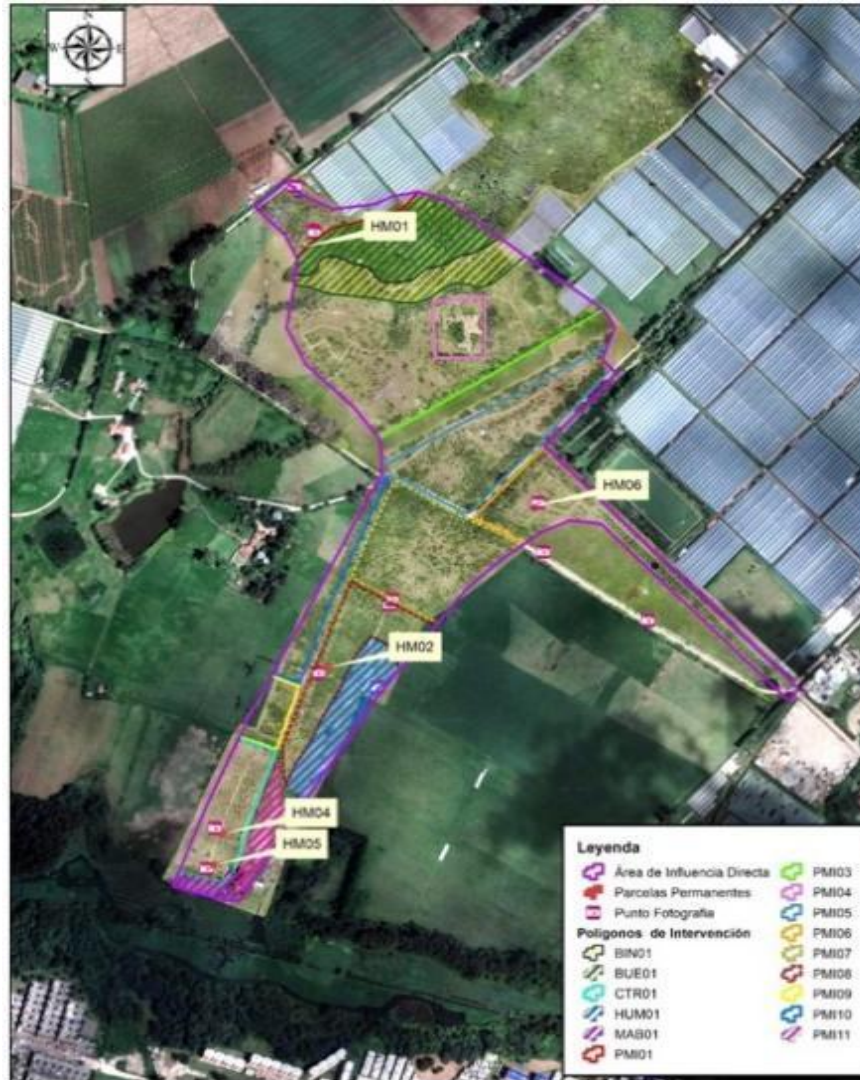 N
W
E
S
HM01
HM06
HM02
HM04
HM05
Leyenda
Área de Influencia Directa
Parcelas Permanentes
Punto Fotografia
Poligonos de Intervención
BIN01
BUE01
CTR01
HUM01
MAB01
PMI01
PMI03
PMI04
PMI05
PMI06
PMI07
PMI08
PMI09
PMI10
PMI11